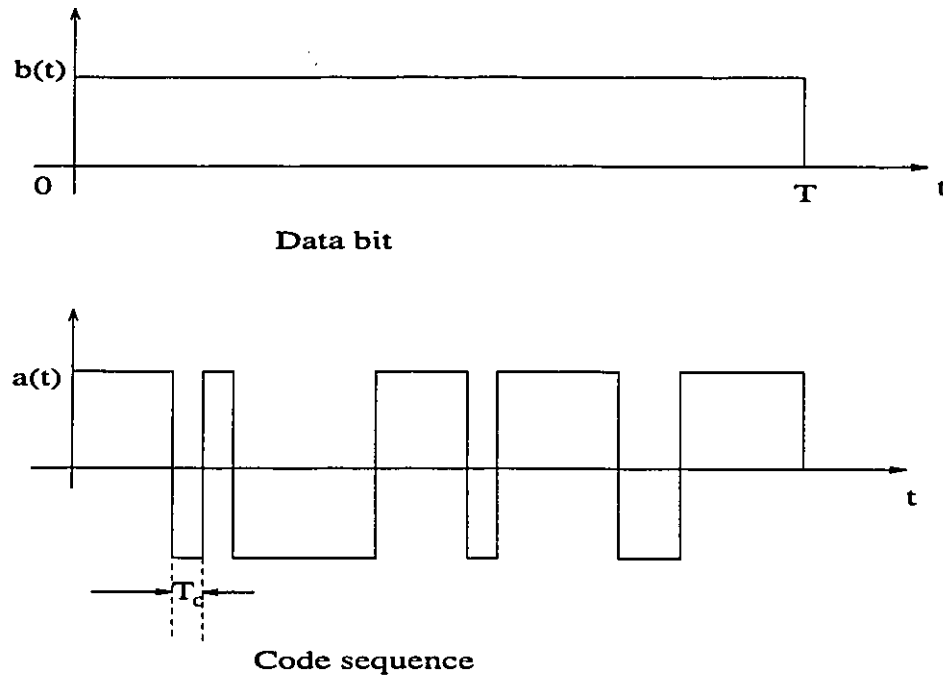 b(t)
0
T
t
Data bit
a(t)
t
T_c
Code sequence